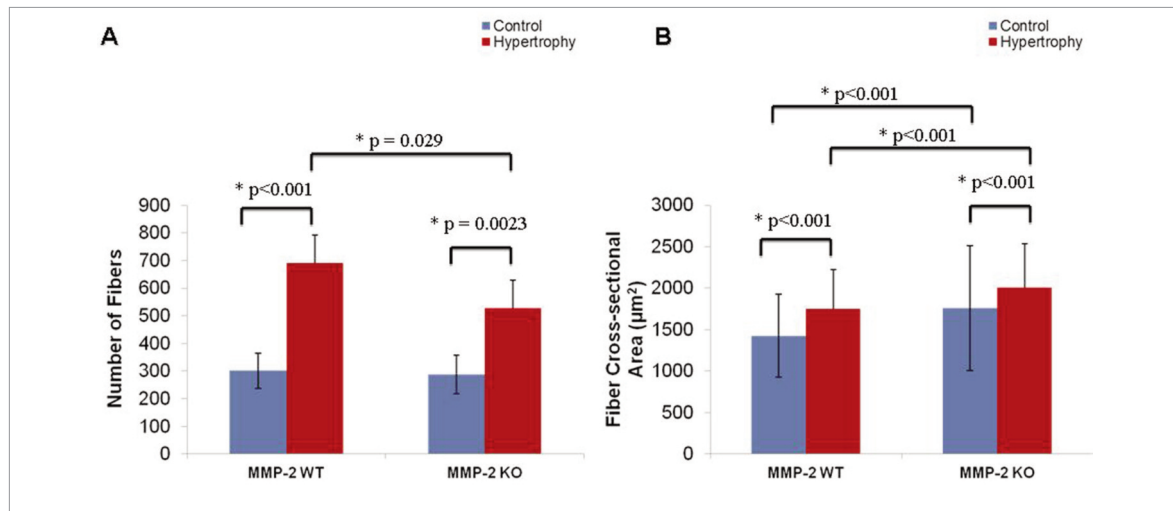 A
Control
Hypertrophy
* p = 0.029
* p<0.001
* p = 0.0023
Number of Fibers
900
800
700
600
500
400
300
200
100
0
MMP-2 WT
MMP-2 KO
B
Control
Hypertrophy
* p<0.001
* p<0.001
* p<0.001
* p<0.001
Fiber Cross-sectional
Area (µm²)
3000
2500
2000
1500
1000
500
0
MMP-2 WT
MMP-2 KO